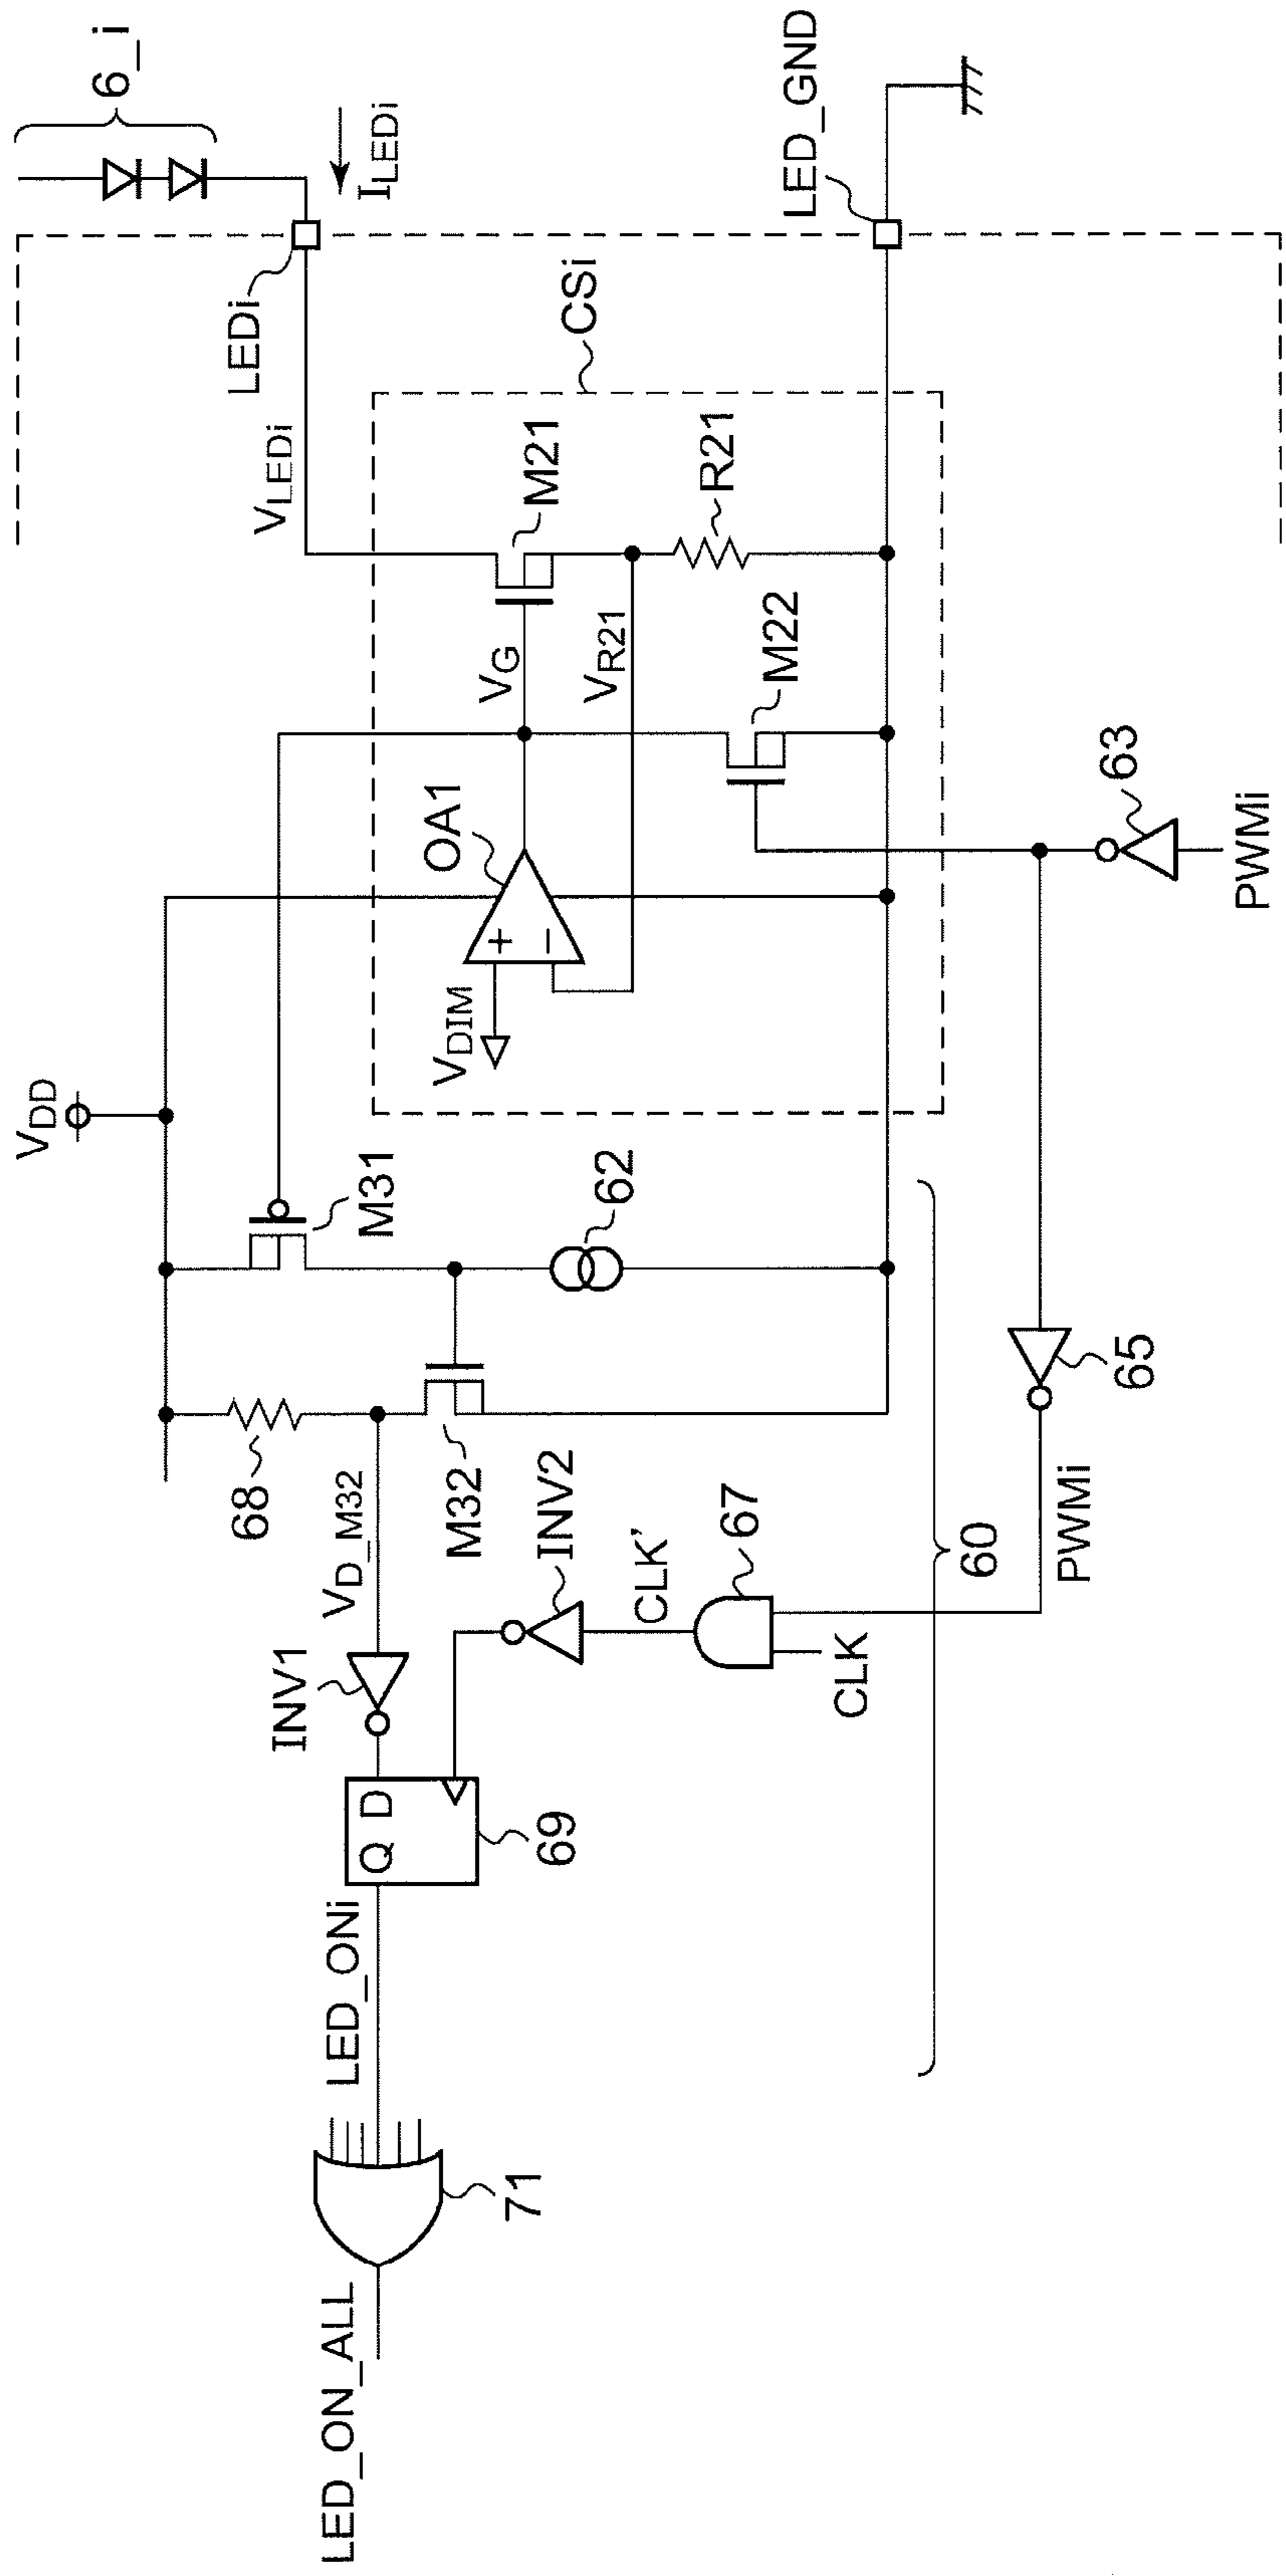 6_i
I_LEDi
LEDi
V_LEDi
LED_GND
CSi
M21
R21
V_G
V_R21
M22
OA1
+
−
V_DIM
63
PWMi
V_DD
M31
62
65
68
V_D_M32
M32
INV2
CLK'
67
CLK
PWMi
60
INV1
Q D
69
LED_ONi
71
LED_ON_ALL